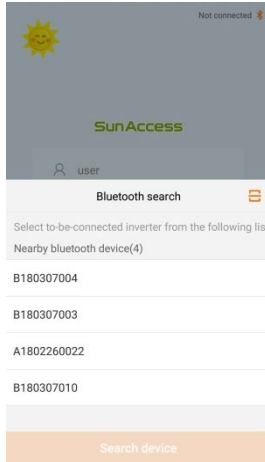 Not connected
SunAccess
user
Bluetooth search
Select to-be-connected inverter from the following lis
Nearby bluetooth device(4)
B180307004
B180307003
A1802260022
B180307010
Search device